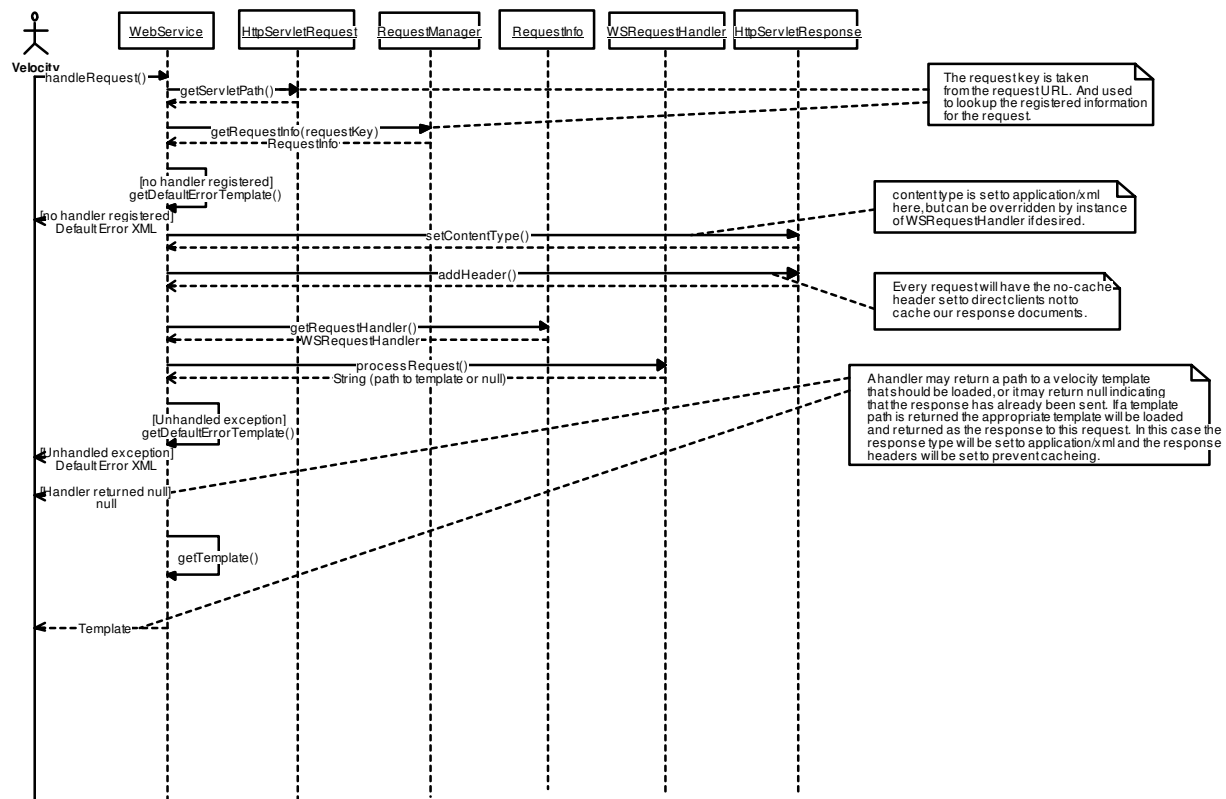 WebService
HttpServletRequest
RequestManager
RequestInfo
WSRequestHandler
HttpServletResponse
Velocity
handleRequest()
getServletPath()
The request key is taken
from the request URL. And used
to lookup the registered information
for the request.
getRequestInfo(requestKey)
RequestInfo
[no handler registered]
getDefaultErrorTemplate()
[no handler registered]
Default Error XML
content type is set to application/xml
here, but can be overridden by instance
of WSRequestHandler if desired.
setContentType()
addHeader()
Every request will have the no-cache
header set to direct clients not to
cache our response documents.
getRequestHandler()
WSRequestHandler
processRequest()
String (path to template or null)
A handler may return a path to a velocity template
that should be loaded, or it may return null indicating
that the response has already been sent. If a template
path is returned the appropriate template will be loaded
and returned as the response to this request. In this case the
response type will be set to application/xml and the response
headers will be set to prevent cacheing.
[Unhandled exception]
getDefaultErrorTemplate()
[Unhandled exception]
Default Error XML
[Handler returned null]
null
getTemplate()
Template